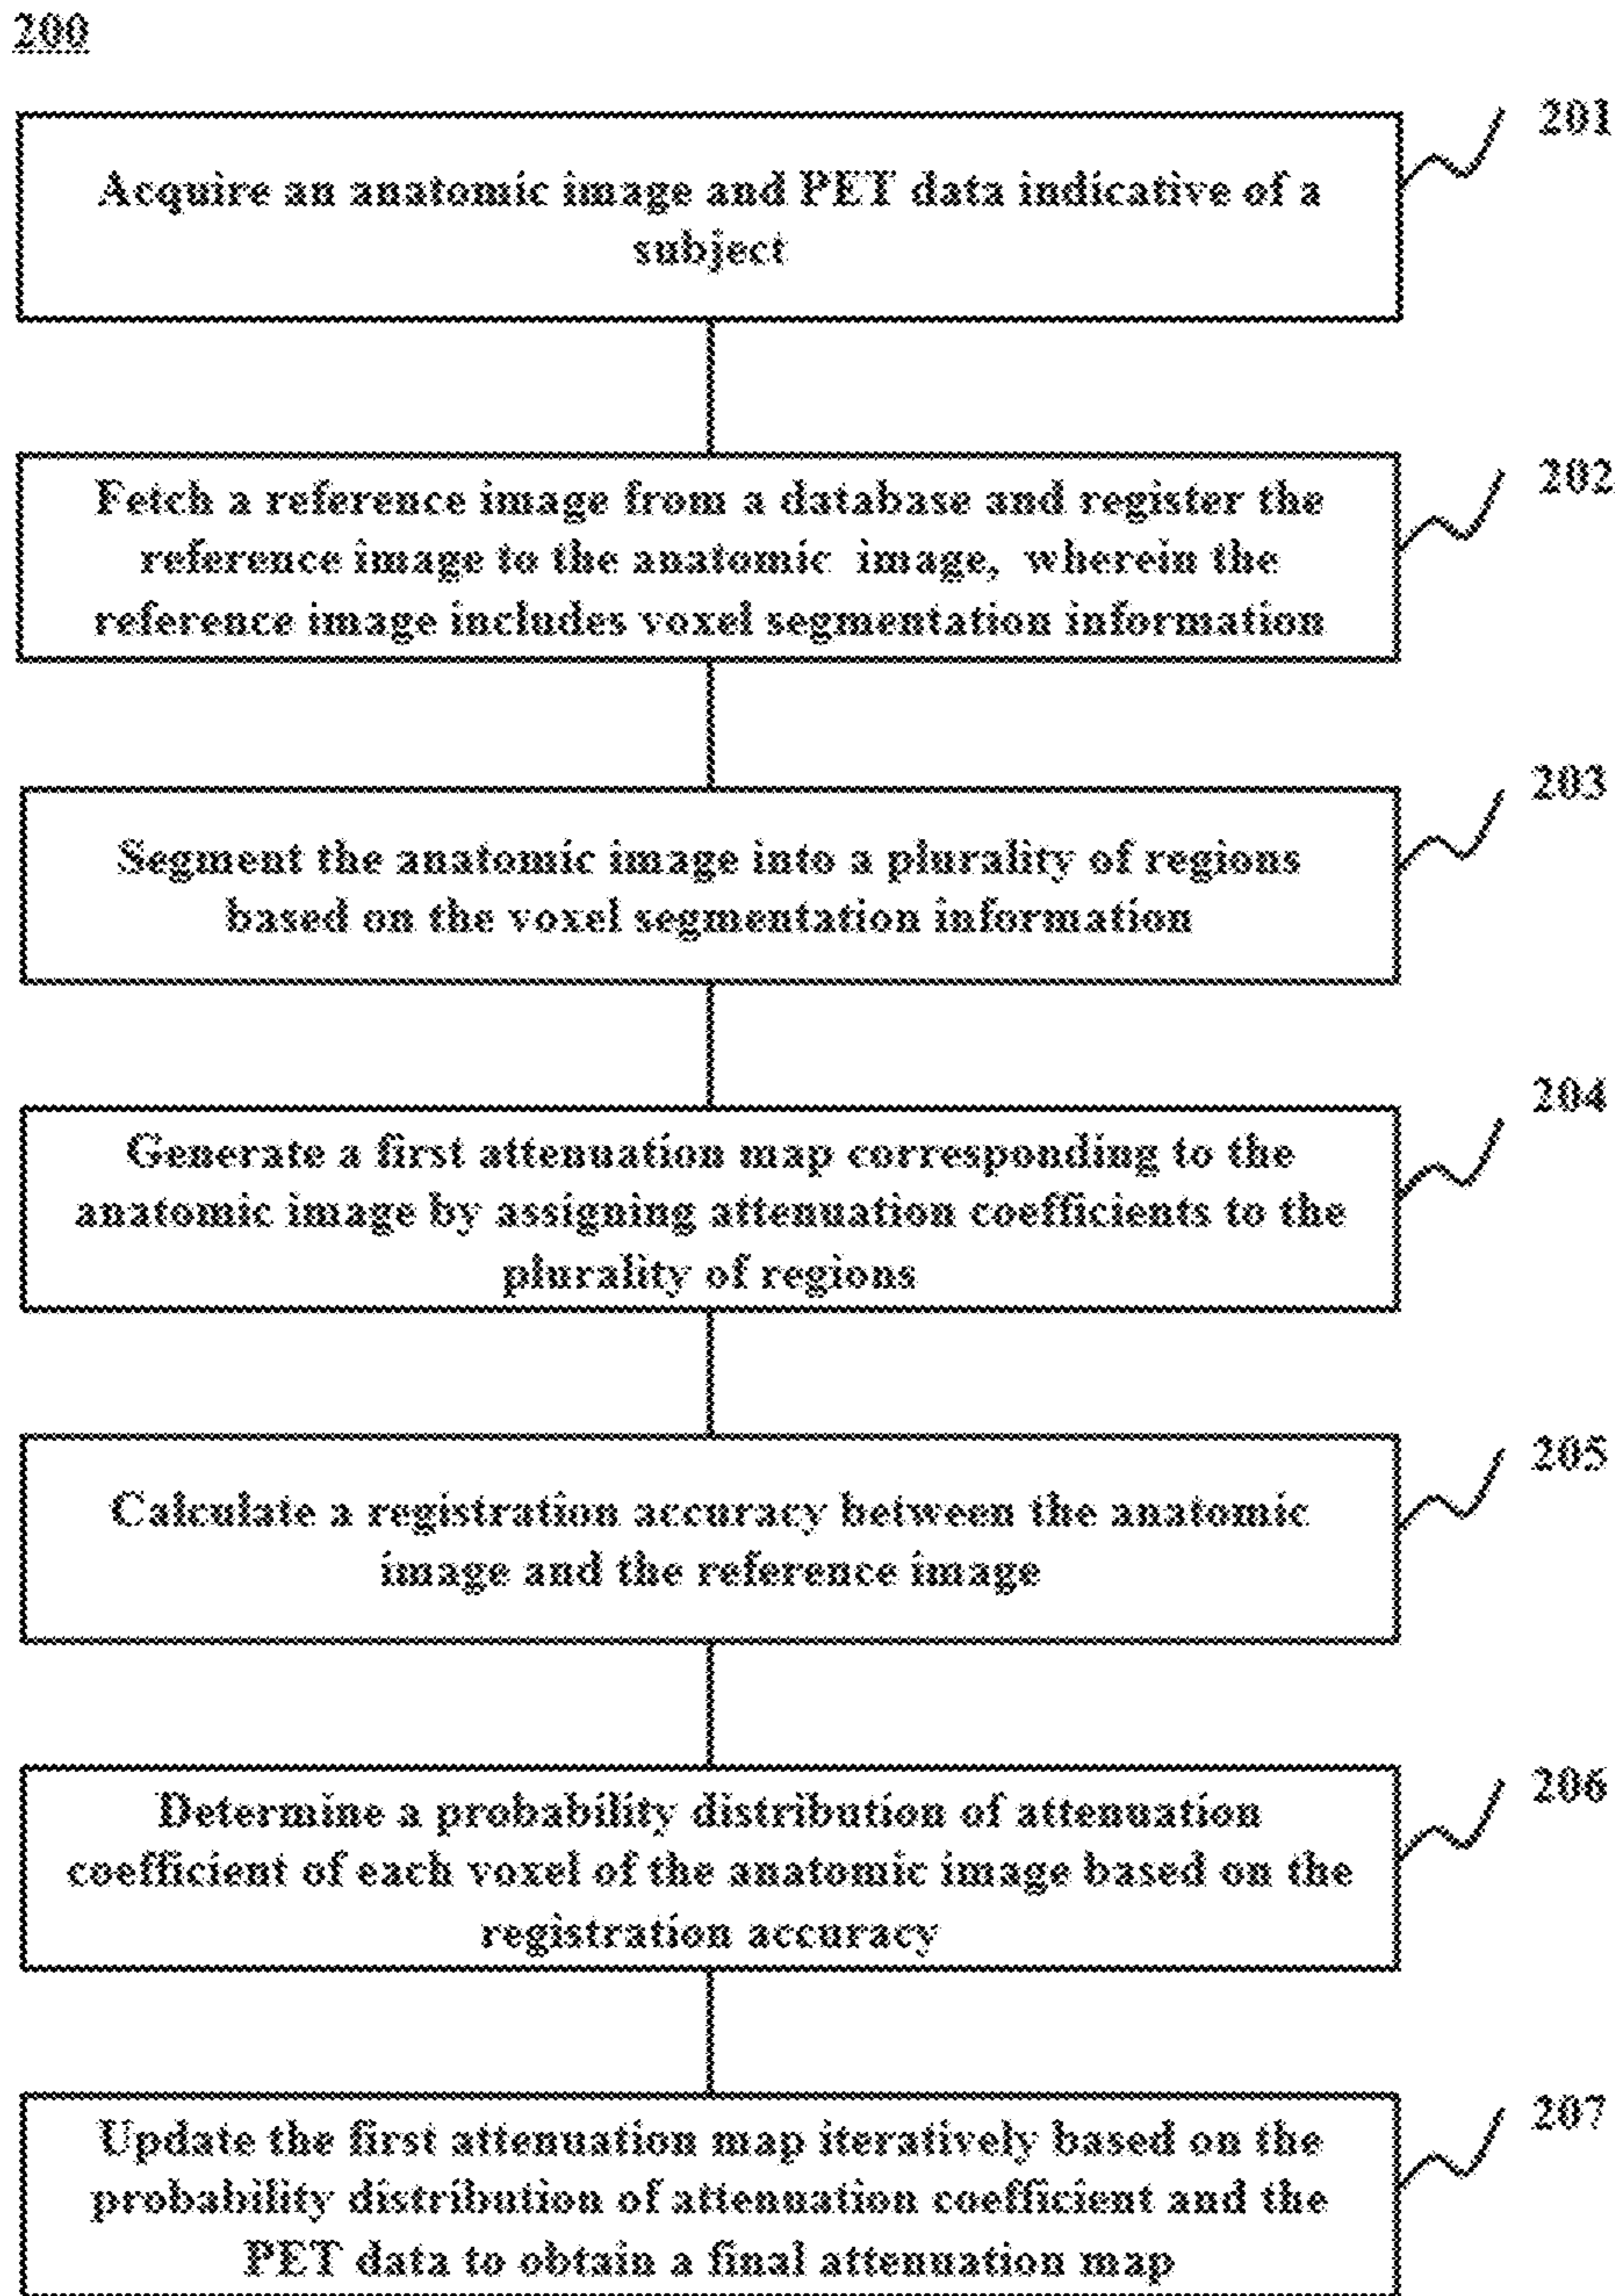 200
201
Acquire an anatomic image and PET data indicative of a
subject
202
Fetch a reference image from a database and register the
reference image to the anatomic image, wherein the
reference image includes voxel segmentation information
203
Segment the anatomic image into a plurality of regions
based on the voxel segmentation information
204
Generate a first attenuation map corresponding to the
anatomic image by assigning attenuation coefficients to the
plurality of regions
205
Calculate a registration accuracy between the anatomic
image and the reference image
206
Determine a probability distribution of attenuation
coefficient of each voxel of the anatomic image based on the
registration accuracy
207
Update the first attenuation map iteratively based on the
probability distribution of attenuation coefficient and the
PET data to obtain a final attenuation map